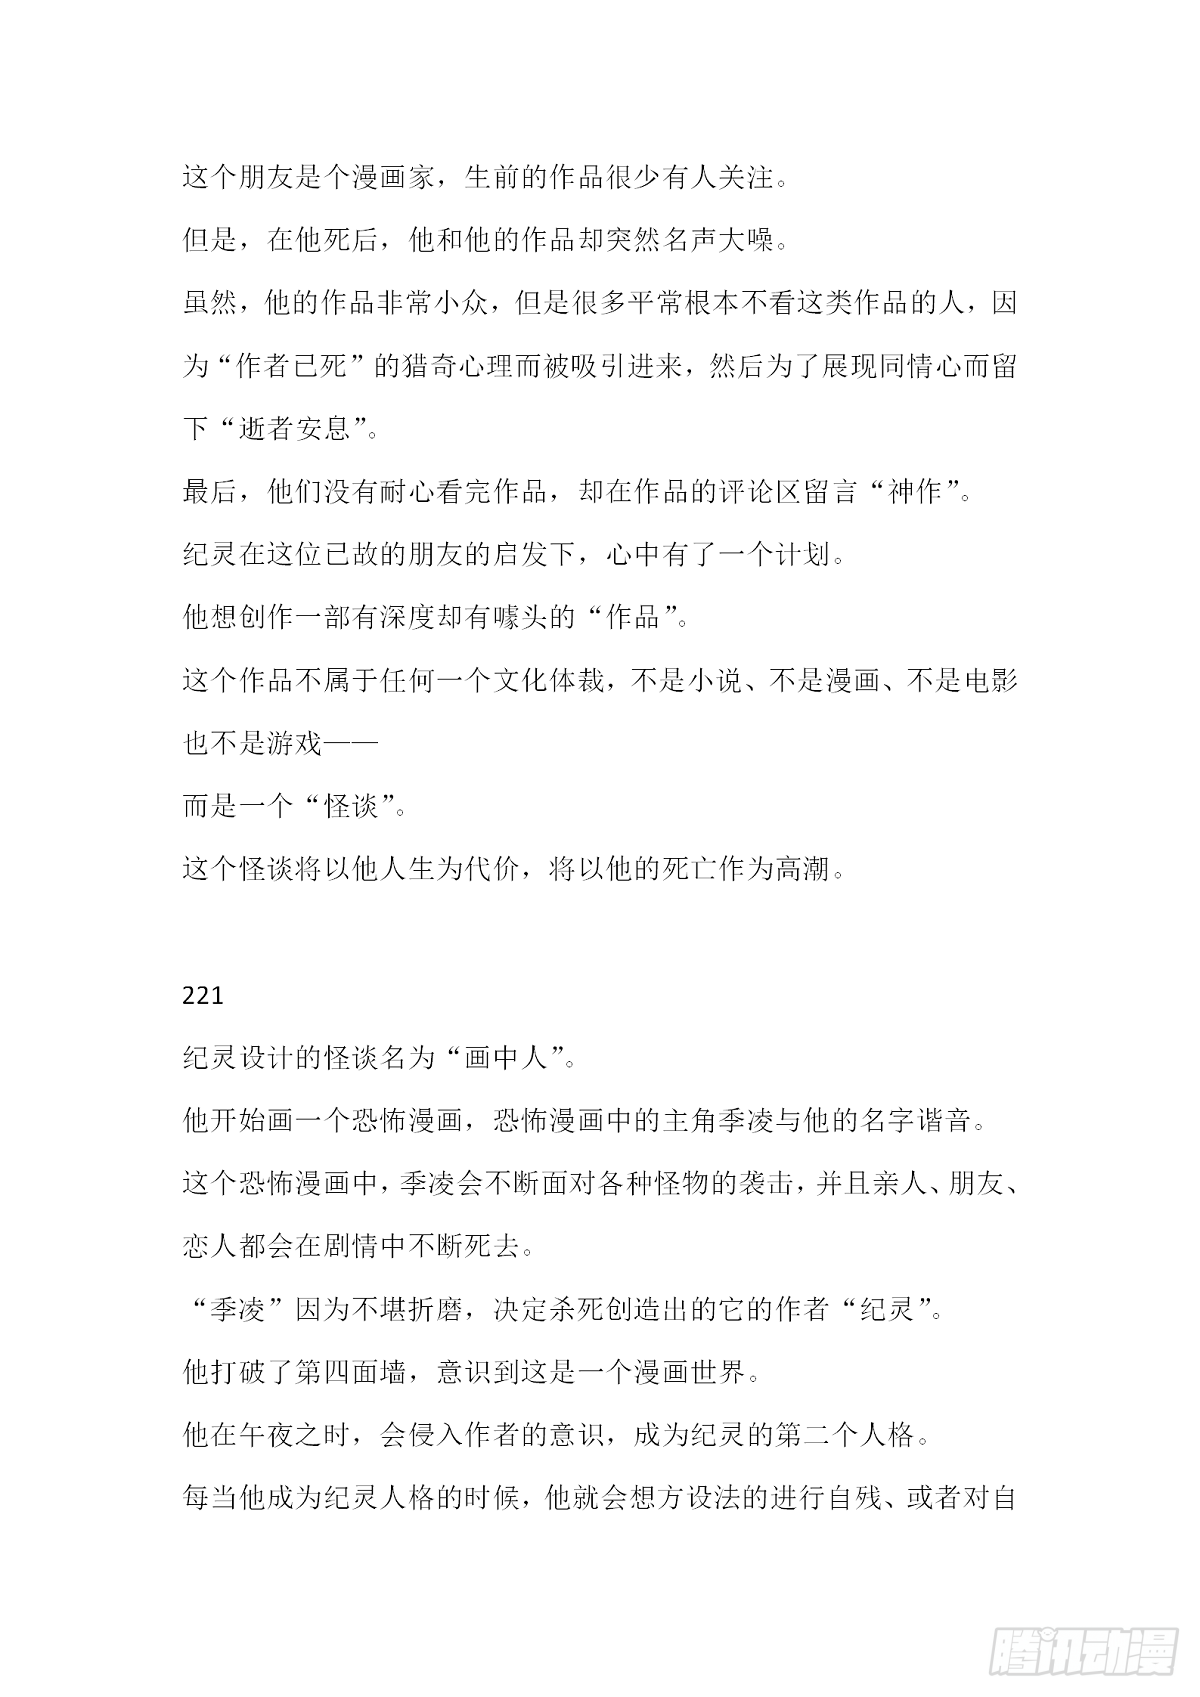 这个朋友是个漫画家，生前的作品很少有人关注。
但是，在他死后，他和他的作品却突然名声大噪。
虽然，他的作品非常小众，但是很多平常根本不看这类作品的人，因
为“作者已死”的猎奇心理而被吸引进来，然后为了展现同情心而留
下“逝者安息”。
最后，他们没有耐心看完作品，却在作品的评论区留言“神作”。
纪灵在这位已故的朋友的启发下，心中有了一个计划。
他想创作一部有深度却有噱头的“作品”。
这个作品不属于任何一个文化体裁，不是小说、不是漫画、不是电影
也不是游戏——
而是一个“怪谈”。
这个怪谈将以他人生为代价，将以他的死亡作为高潮。
221
纪灵设计的怪谈名为“画中人”。
他开始画一个恐怖漫画，恐怖漫画中的主角季凌与他的名字谐音。
这个恐怖漫画中，季凌会不断面对各种怪物的袭击，并且亲人、朋友、
恋人都会在剧情中不断死去。
“季凌”因为不堪折磨，决定杀死创造出的它的作者“纪灵”。
他打破了第四面墙，意识到这是一个漫画世界。
他在午夜之时，会侵入作者的意识，成为纪灵的第二个人格。
每当他成为纪灵人格的时候，他就会想方设法的进行自残、或者对自
腾讯动漫